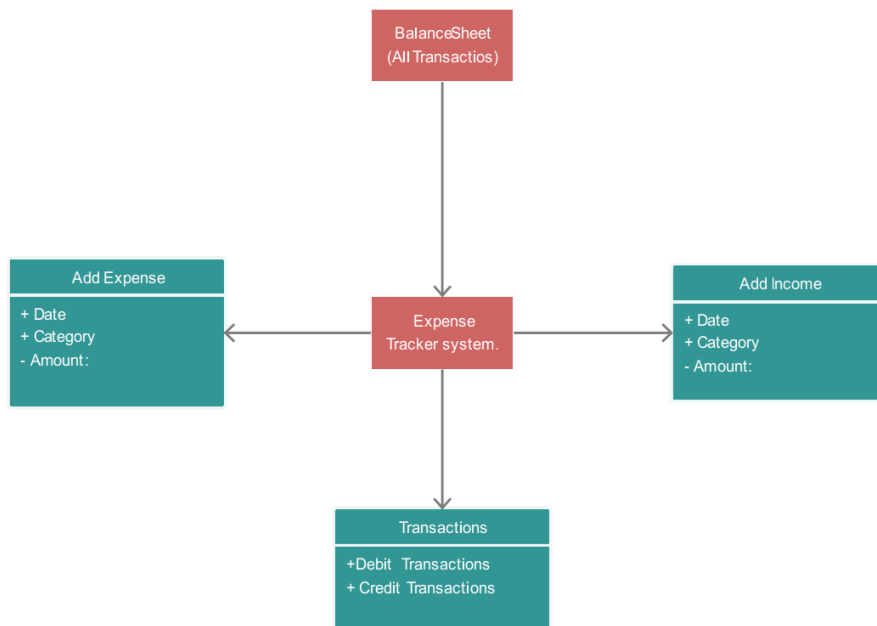 BalanceSheet
(All Transactios)
Add Expense
+ Date
+ Category
- Amount:
Expense
Tracker system.
Add Income
+ Date
+ Category
- Amount:
Transactions
+Debit Transactions
+ Credit Transactions